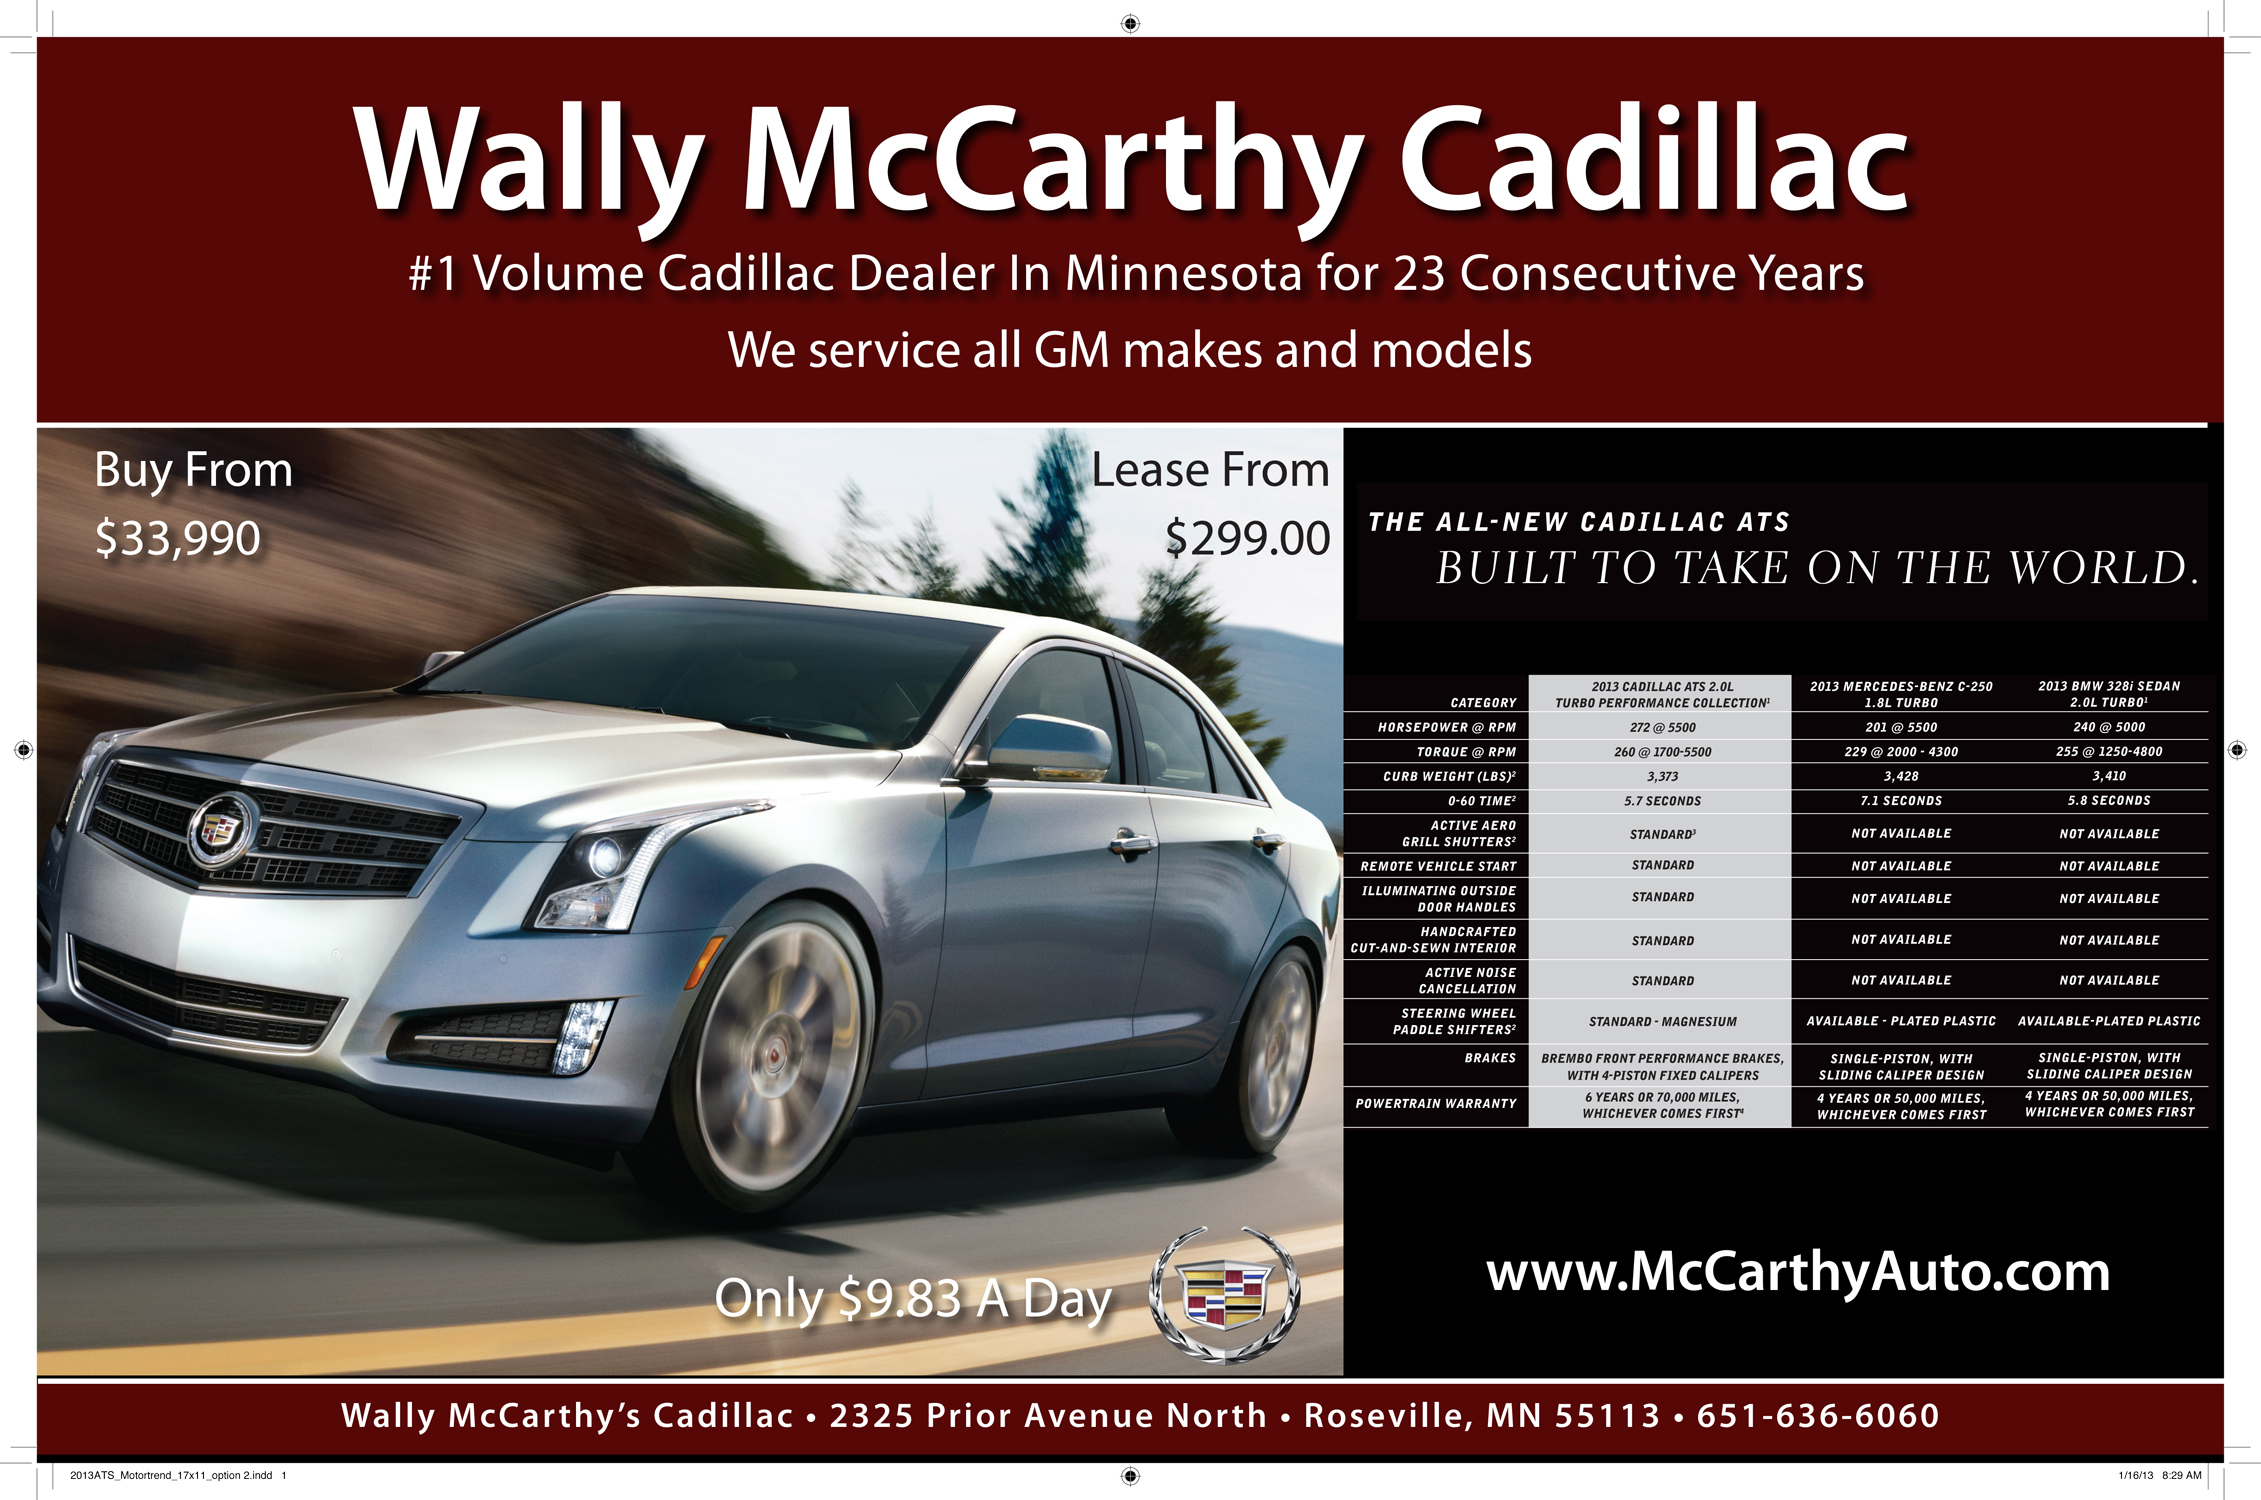 Wally McCarthy Cadillac
#1 Volume Cadillac Dealer In Minnesota for 23 Consecutive Years
We service all GM makes and models
Buy From
$33,990
Lease From
$299.00
THE ALL-NEW CADILLAC ATS
BUILT TO TAKE ON THE WORLD.
CATEGORY 2013 CADILLAC ATS 2.0L TURBO PERFORMANCE COLLECTION¹ 2013 MERCEDES-BENZ C-250 1.8L TURBO 2013 BMW 328i SEDAN 2.0L TURBO¹
HORSEPOWER @ RPM 272 @ 5500 201 @ 5500 240 @ 5000
TORQUE @ RPM 260 @ 1700-5500 229 @ 2000 - 4300 255 @ 1250-4800
CURB WEIGHT (LBS)² 3,373 3,428 3,410
0-60 TIME² 5.7 SECONDS 7.1 SECONDS 5.8 SECONDS
ACTIVE AERO GRILL SHUTTERS² STANDARD³ NOT AVAILABLE NOT AVAILABLE
REMOTE VEHICLE START STANDARD NOT AVAILABLE NOT AVAILABLE
ILLUMINATING OUTSIDE DOOR HANDLES STANDARD NOT AVAILABLE NOT AVAILABLE
HANDCRAFTED CUT-AND-SEWN INTERIOR STANDARD NOT AVAILABLE NOT AVAILABLE
ACTIVE NOISE CANCELLATION STANDARD NOT AVAILABLE NOT AVAILABLE
STEERING WHEEL PADDLE SHIFTERS² STANDARD - MAGNESIUM AVAILABLE - PLATED PLASTIC AVAILABLE-PLATED PLASTIC
BRAKES BREMBO FRONT PERFORMANCE BRAKES, WITH 4-PISTON FIXED CALIPERS SINGLE-PISTON, WITH SLIDING CALIPER DESIGN SINGLE-PISTON, WITH SLIDING CALIPER DESIGN
POWERTRAIN WARRANTY 6 YEARS OR 70,000 MILES, WHICHEVER COMES FIRST⁴ 4 YEARS OR 50,000 MILES, WHICHEVER COMES FIRST 4 YEARS OR 50,000 MILES, WHICHEVER COMES FIRST
Only $9.83 A Day
www.McCarthyAuto.com
Wally McCarthy’s Cadillac • 2325 Prior Avenue North • Roseville, MN 55113 • 651-636-6060
2013ATS_Motortrend_17x11_option 2.indd 1
1/16/13 8:29 AM